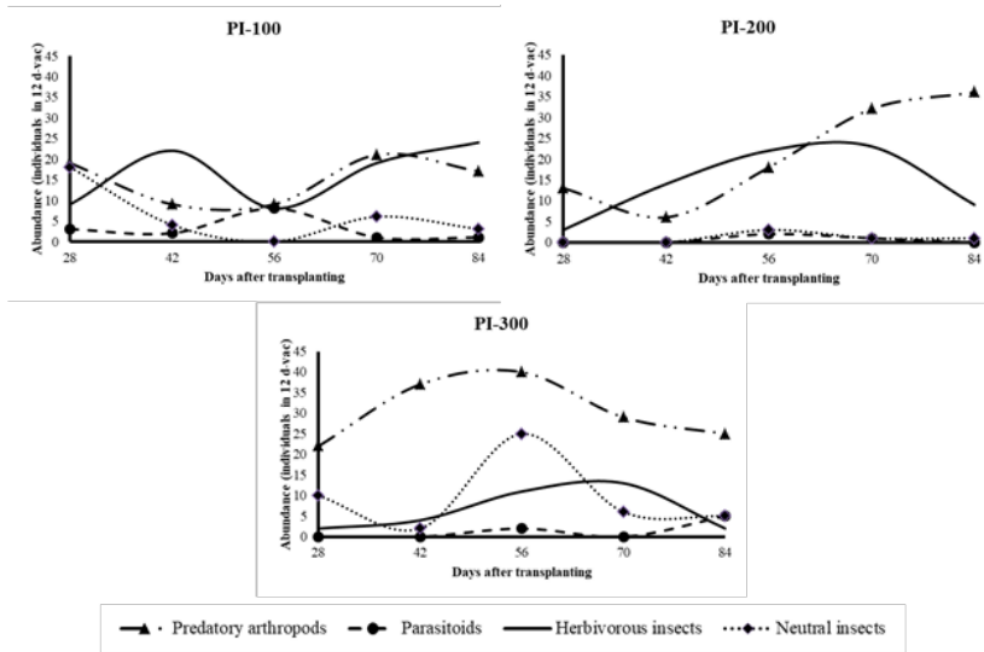 PI-100
Abundance (individuals in 12 d-vac)
45
40
35
30
25
20
15
10
5
0
28 42 56 70 84
Days after transplanting
PI-200
Abundance (individuals in 12 d-vac)
45
40
35
30
25
20
15
10
5
0
28 42 56 70 84
Days after transplanting
PI-300
Abundance (individuals in 12 d-vac)
45
40
35
30
25
20
15
10
5
0
28 42 56 70 84
Days after transplanting
Predatory arthropods Parasitoids Herbivorous insects Neutral insects